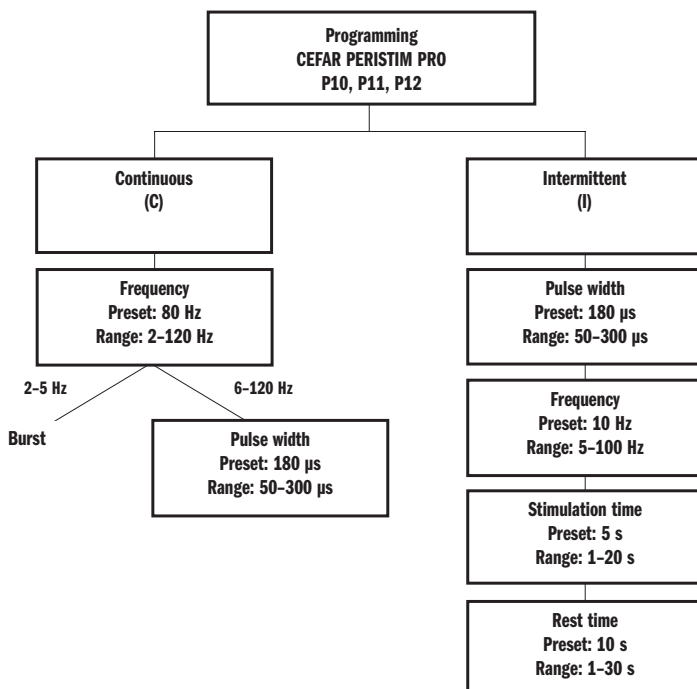 Programming
CEFAR PERISTIM PRO
P10, P11, P12
Continuous
(C)
Frequency
Preset: 80 Hz
Range: 2–120 Hz
2–5 Hz
6–120 Hz
Burst
Pulse width
Preset: 180 µs
Range: 50–300 µs
Intermittent
(I)
Pulse width
Preset: 180 µs
Range: 50–300 µs
Frequency
Preset: 10 Hz
Range: 5–100 Hz
Stimulation time
Preset: 5 s
Range: 1–20 s
Rest time
Preset: 10 s
Range: 1–30 s